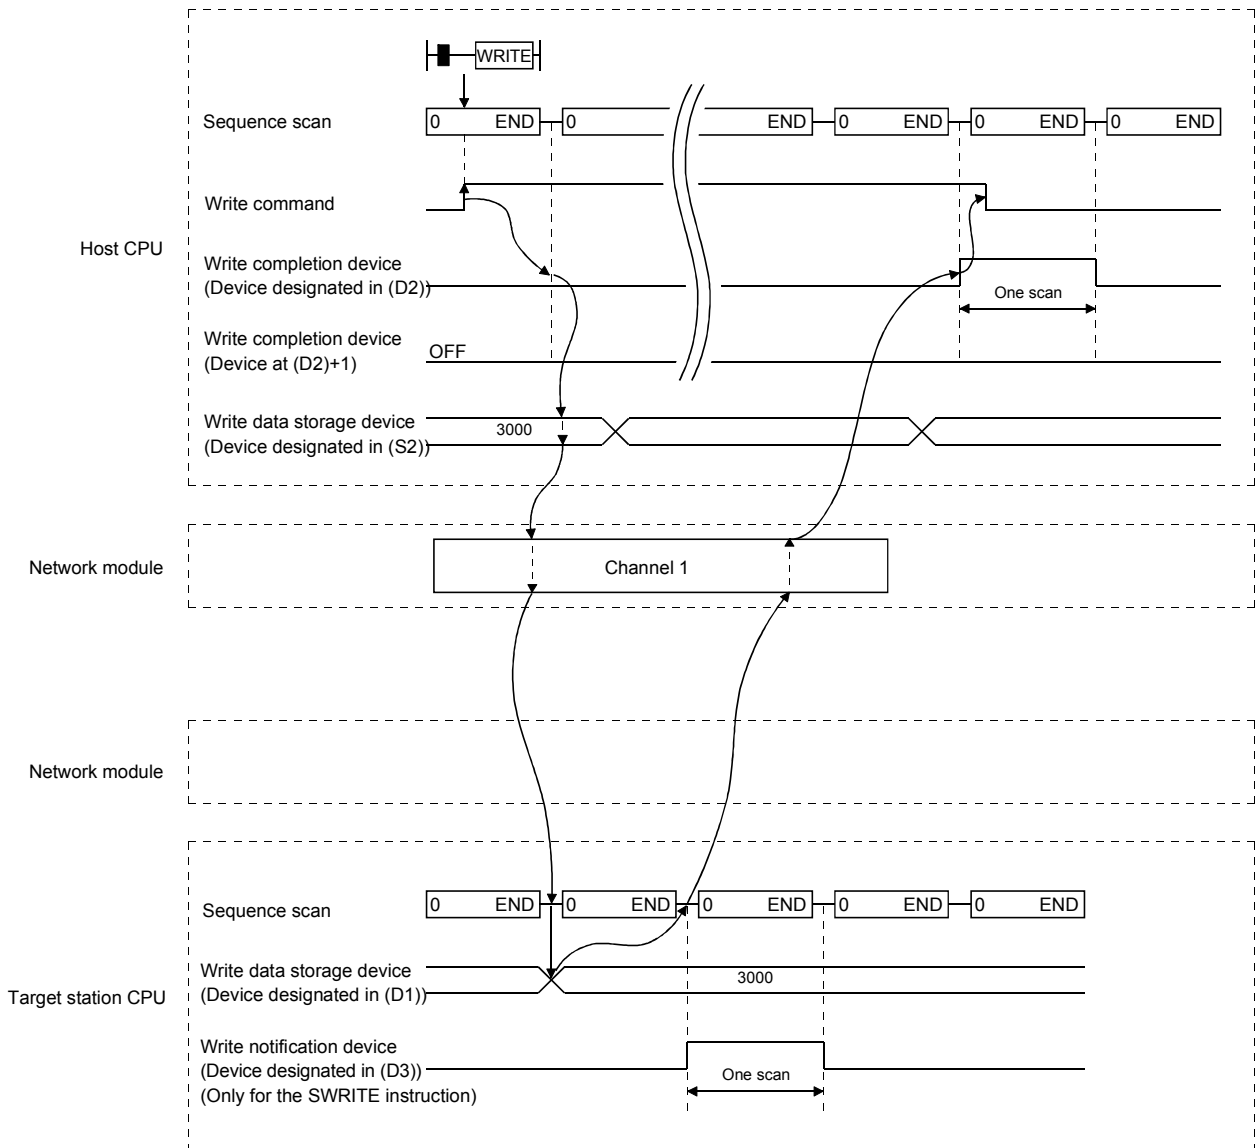 WRITE
Sequence scan
0 END 0 END 0 END 0 END 0 END
Write command
Host CPU
Write completion device
(Device designated in (D2))
One scan
Write completion device
(Device at (D2)+1)
OFF
Write data storage device
(Device designated in (S2))
3000
Network module
Channel 1
Network module
Sequence scan
0 END 0 END 0 END 0 END 0 END
Target station CPU
Write data storage device
(Device designated in (D1))
3000
Write notification device
(Device designated in (D3))
(Only for the SWRITE instruction)
One scan